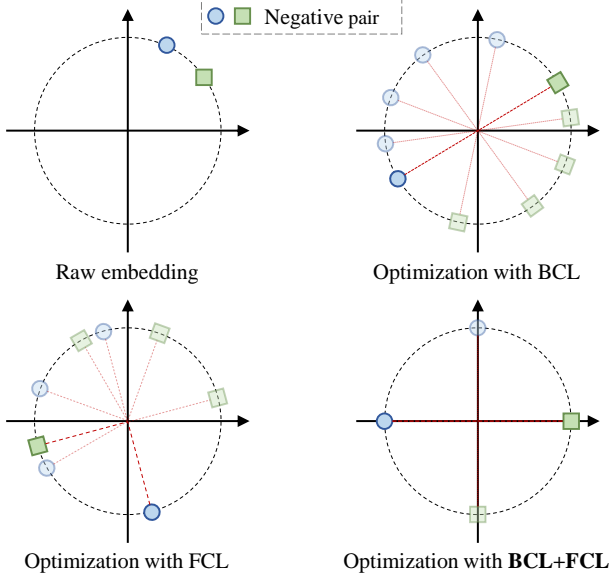 Negative pair
Raw embedding
Optimization with BCL
Optimization with FCL
Optimization with BCL+FCL